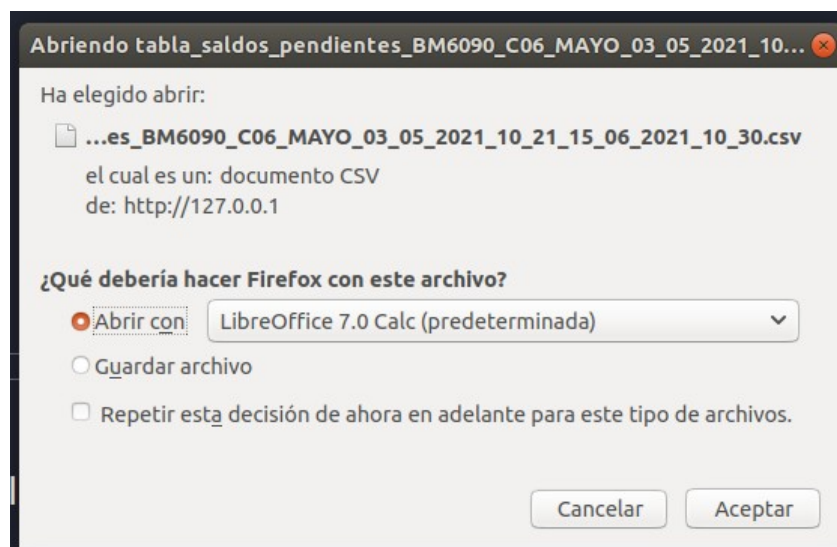 Abriendo tabla_saldos_pendientes_BM6090_C06_MAYO_03_05_2021_10...
Ha elegido abrir:
...es_BM6090_C06_MAYO_03_05_2021_10_21_15_06_2021_10_30.csv
el cual es un: documento CSV
de: http://127.0.0.1
¿Qué debería hacer Firefox con este archivo?
Abrir con LibreOffice 7.0 Calc (predeterminada)
Guardar archivo
Repetir esta decisión de ahora en adelante para este tipo de archivos.
Cancelar Aceptar